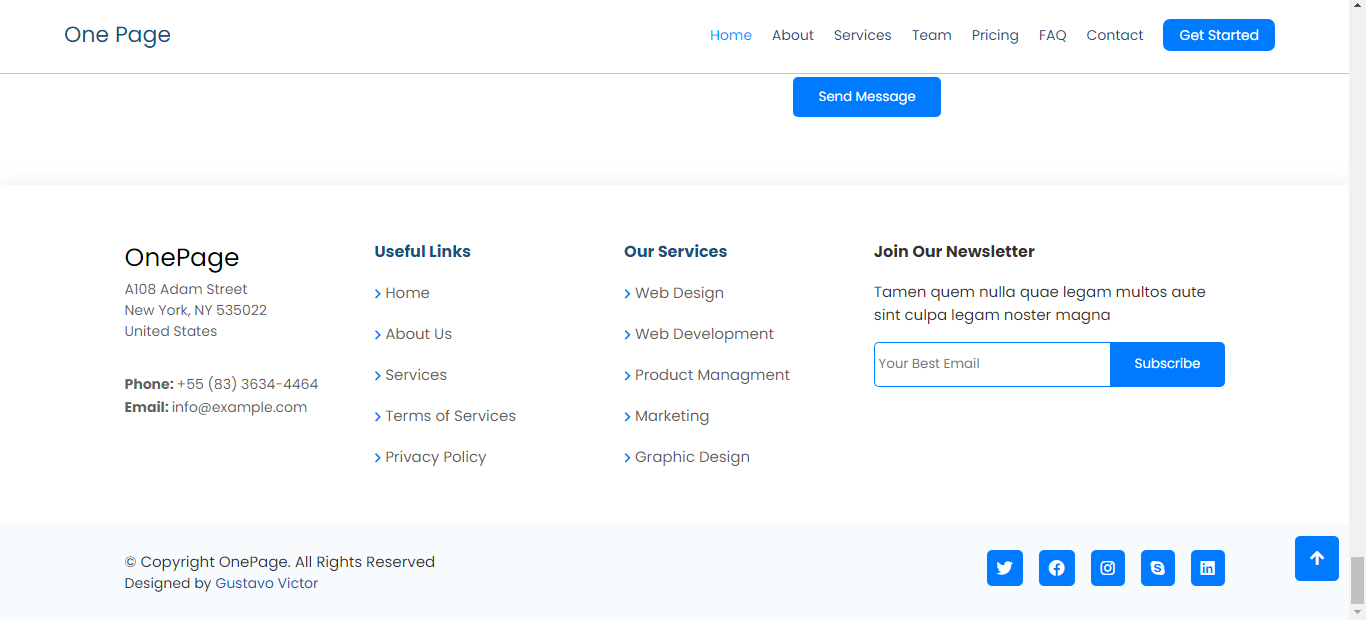 One Page
Home About Services Team Pricing FAQ Contact Get Started
Send Message
OnePage
A108 Adam Street
New York, NY 535022
United States
Phone: +55 (83) 3634-4464
Email: info@example.com
Useful Links
Home
About Us
Services
Terms of Services
Privacy Policy
Our Services
Web Design
Web Development
Product Managment
Marketing
Graphic Design
Join Our Newsletter
Tamen quem nulla quae legam multos aute
sint culpa legam noster magna
Your Best Email Subscribe
© Copyright OnePage. All Rights Reserved
Designed by Gustavo Victor